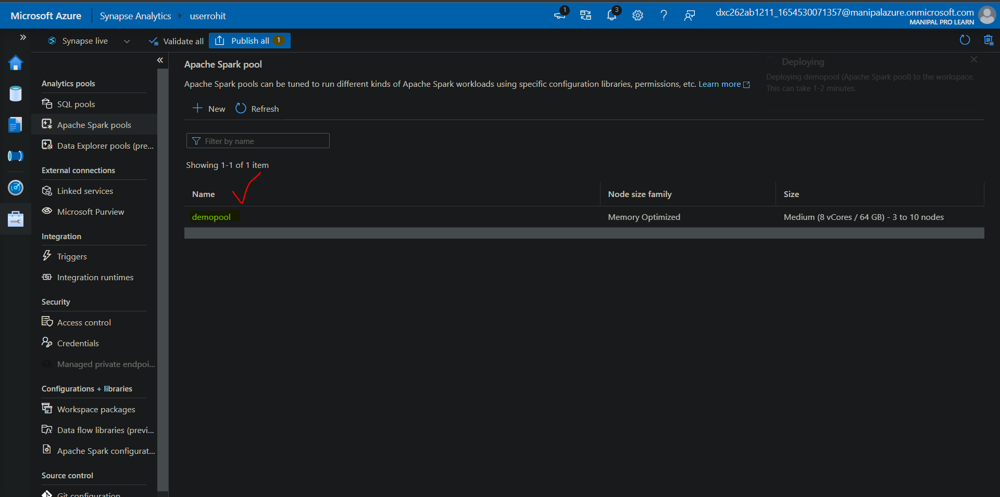 Microsoft Azure
Synapse Analytics
userrohit
1
3
dxc262ab1211_1654530071357@manipalazure.onmicrosoft.com
MANIPAL PRO LEARN
Synapse live
Validate all
Publish all 1
Analytics pools
SQL pools
Apache Spark pools
Data Explorer pools (pre...
External connections
Linked services
Microsoft Purview
Integration
Triggers
Integration runtimes
Security
Access control
Credentials
Managed private endpoi...
Configurations + libraries
Workspace packages
Data flow libraries (previ...
Apache Spark configurat...
Source control
Git configuration
Apache Spark pool
Apache Spark pools can be tuned to run different kinds of Apache Spark workloads using specific configuration libraries, permissions, etc. Learn more
New
Refresh
Filter by name
Showing 1-1 of 1 item
Name Node size family Size
demopool Memory Optimized Medium (8 vCores / 64 GB) - 3 to 10 nodes
Deploying
Deploying demopool (Apache Spark pool) to the workspace.
This can take 1-2 minutes.